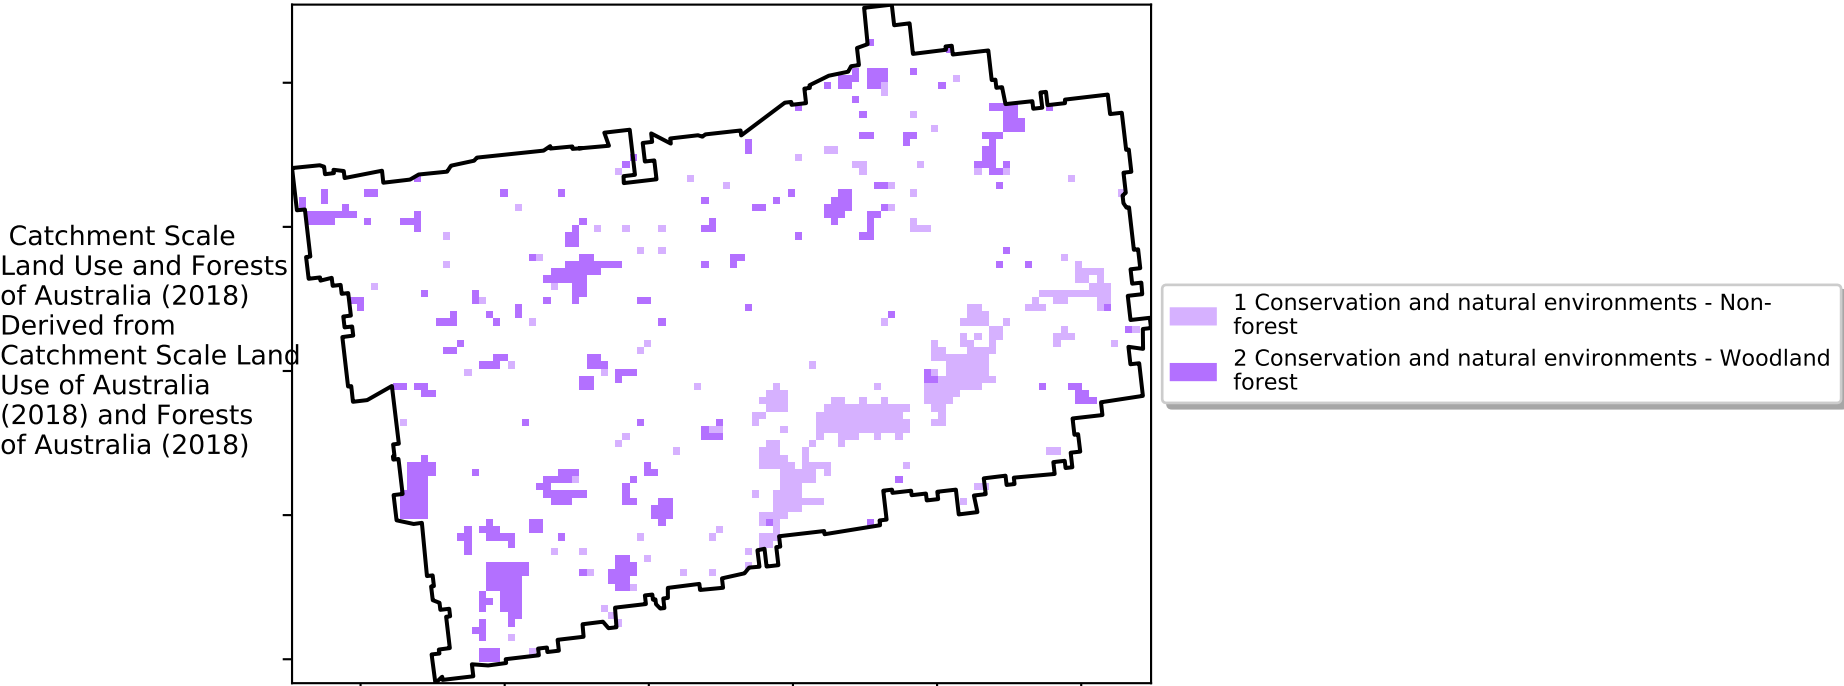 Catchment Scale
Land Use and Forests
of Australia (2018)
Derived from
Catchment Scale Land
Use of Australia
(2018) and Forests
of Australia (2018)
1 Conservation and natural environments - Non-
forest
2 Conservation and natural environments - Woodland
forest